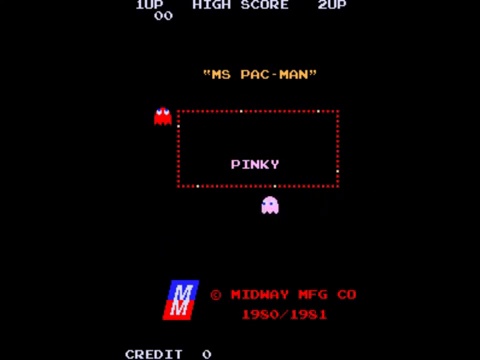 1UP HIGH SCORE 2UP
00
"MS PAC-MAN"
PINKY
MM
© MIDWAY MFG CO
1980/1981
CREDIT 0